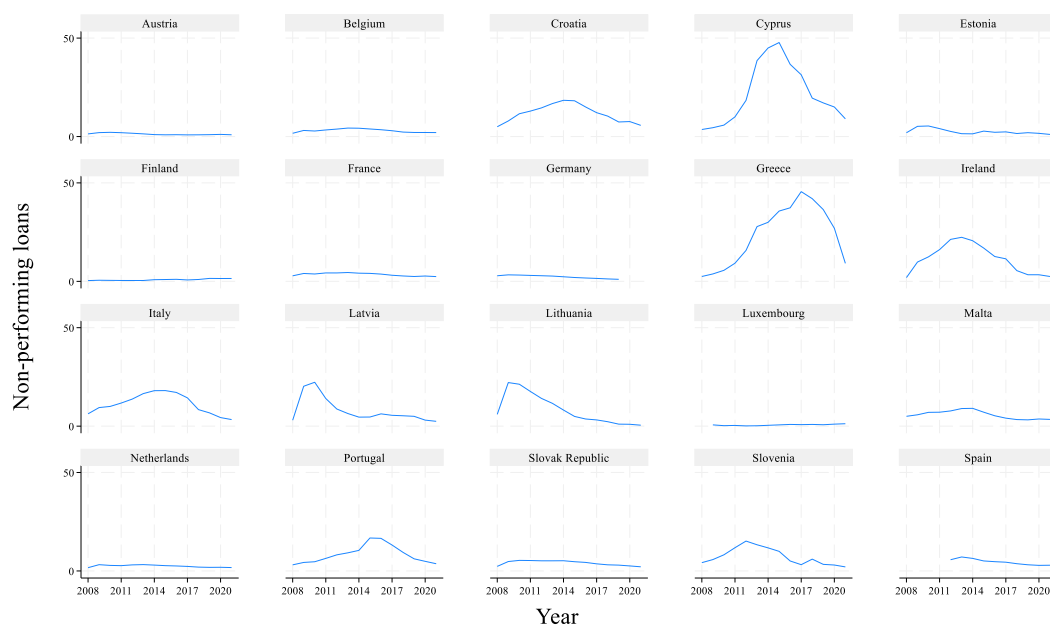 Austria Belgium Croatia Cyprus Estonia
50
0
Finland France Germany Greece Ireland
50
0
Italy Latvia Lithuania Luxembourg Malta
50
0
Netherlands Portugal Slovak Republic Slovenia Spain
50
0
2008 2011 2014 2017 2020 2008 2011 2014 2017 2020 2008 2011 2014 2017 2020 2008 2011 2014 2017 2020 2008 2011 2014 2017 2020
Non-performing loans
Year